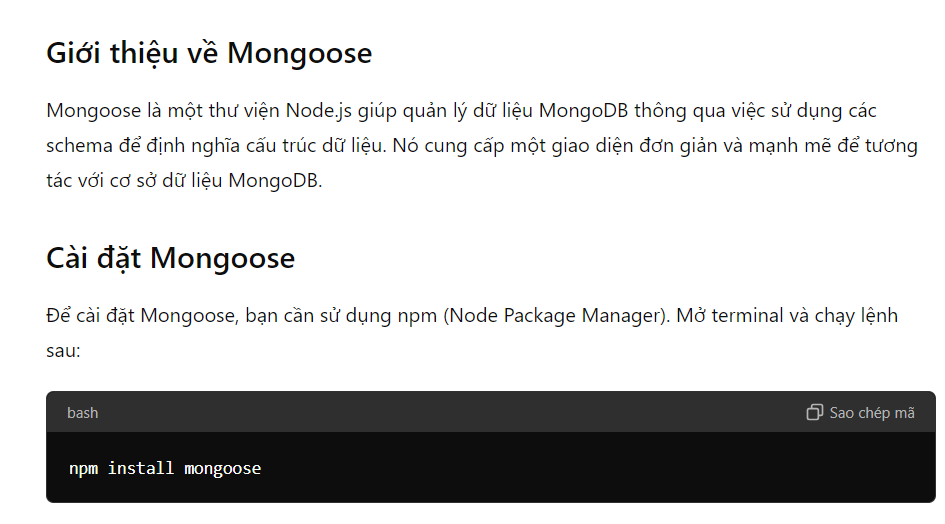 Giới thiệu về Mongoose
Mongoose là một thư viện Node.js giúp quản lý dữ liệu MongoDB thông qua việc sử dụng các
schema để định nghĩa cấu trúc dữ liệu. Nó cung cấp một giao diện đơn giản và mạnh mẽ để tương
tác với cơ sở dữ liệu MongoDB.
Cài đặt Mongoose
Để cài đặt Mongoose, bạn cần sử dụng npm (Node Package Manager). Mở terminal và chạy lệnh
sau:
bash Sao chép mã
npm install mongoose